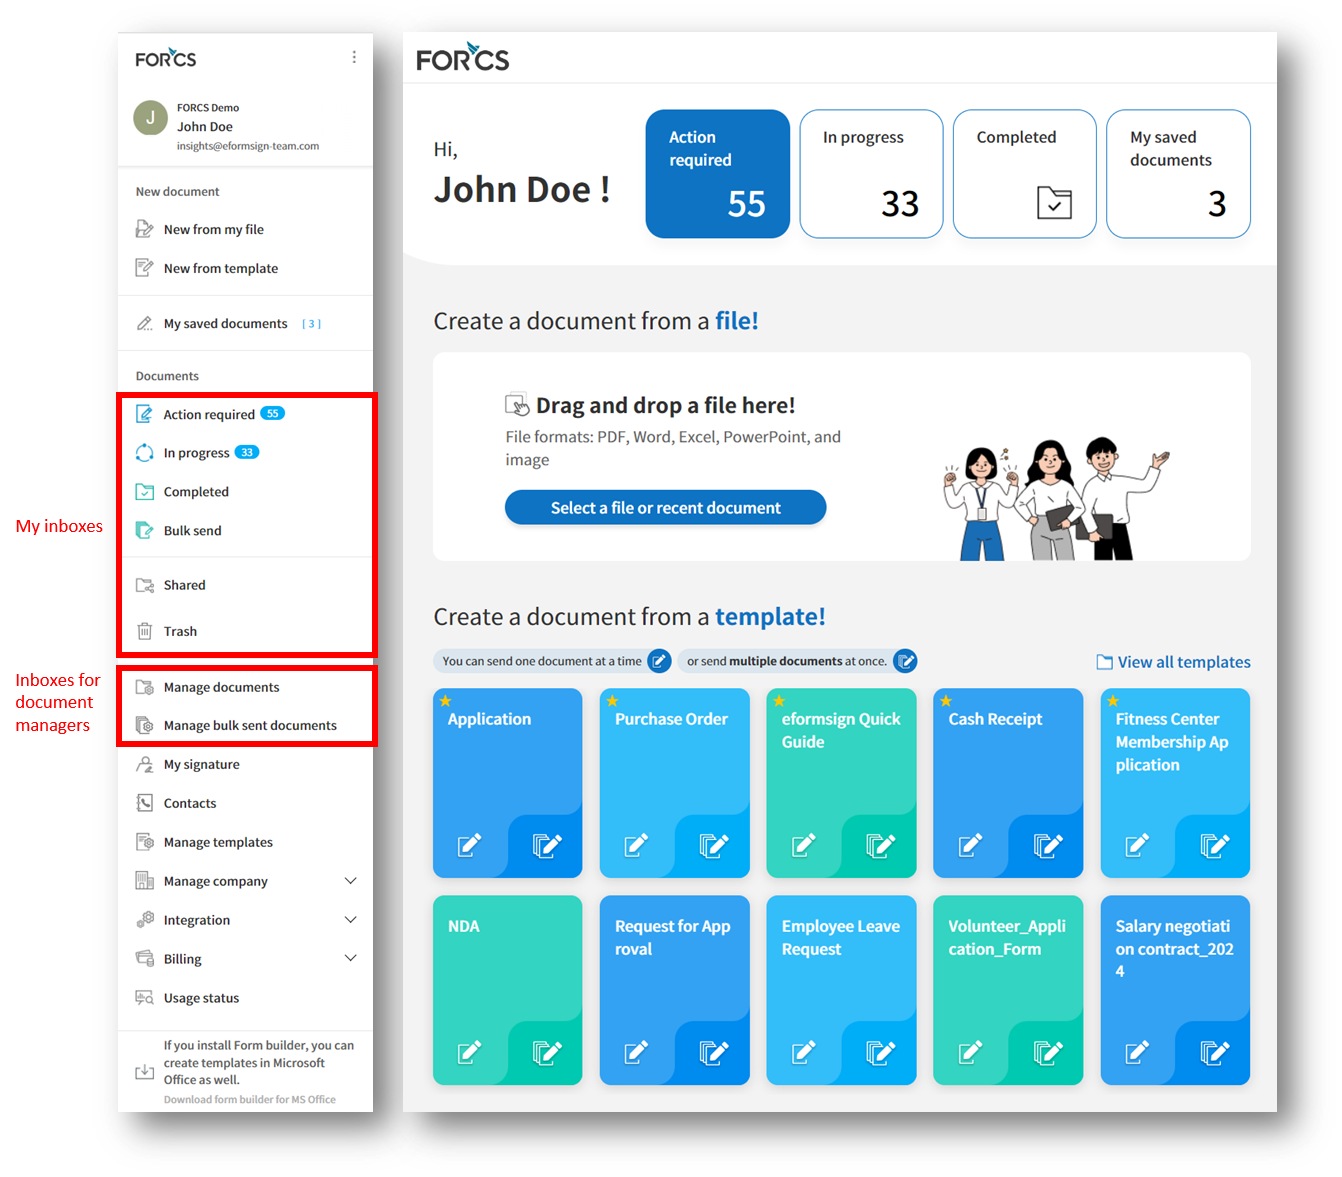 FORCS
J
FORCS Demo
John Doe
insights@eformsign-team.com
New document
New from my file
New from template
My saved documents [ 3 ]
Documents
Action required 55
In progress 33
Completed
Bulk send
Shared
Trash
My inboxes
Inboxes for
document
managers
Manage documents
Manage bulk sent documents
My signature
Contacts
Manage templates
Manage company
Integration
Billing
Usage status
If you install Form builder, you can
create templates in Microsoft
Office as well.
Download form builder for MS Office
FORCS
Hi,
John Doe !
Action
required
55
In progress
33
Completed
My saved
documents
3
Create a document from a file!
Drag and drop a file here!
File formats: PDF, Word, Excel, PowerPoint, and
image
Select a file or recent document
Create a document from a template!
You can send one document at a time
or send multiple documents at once.
View all templates
Application
Purchase Order
eformsign Quick
Guide
Cash Receipt
Fitness Center
Membership Ap
plication
NDA
Request for App
roval
Employee Leave
Request
Volunteer_Appli
cation_Form
Salary negotiati
on contract_202
4